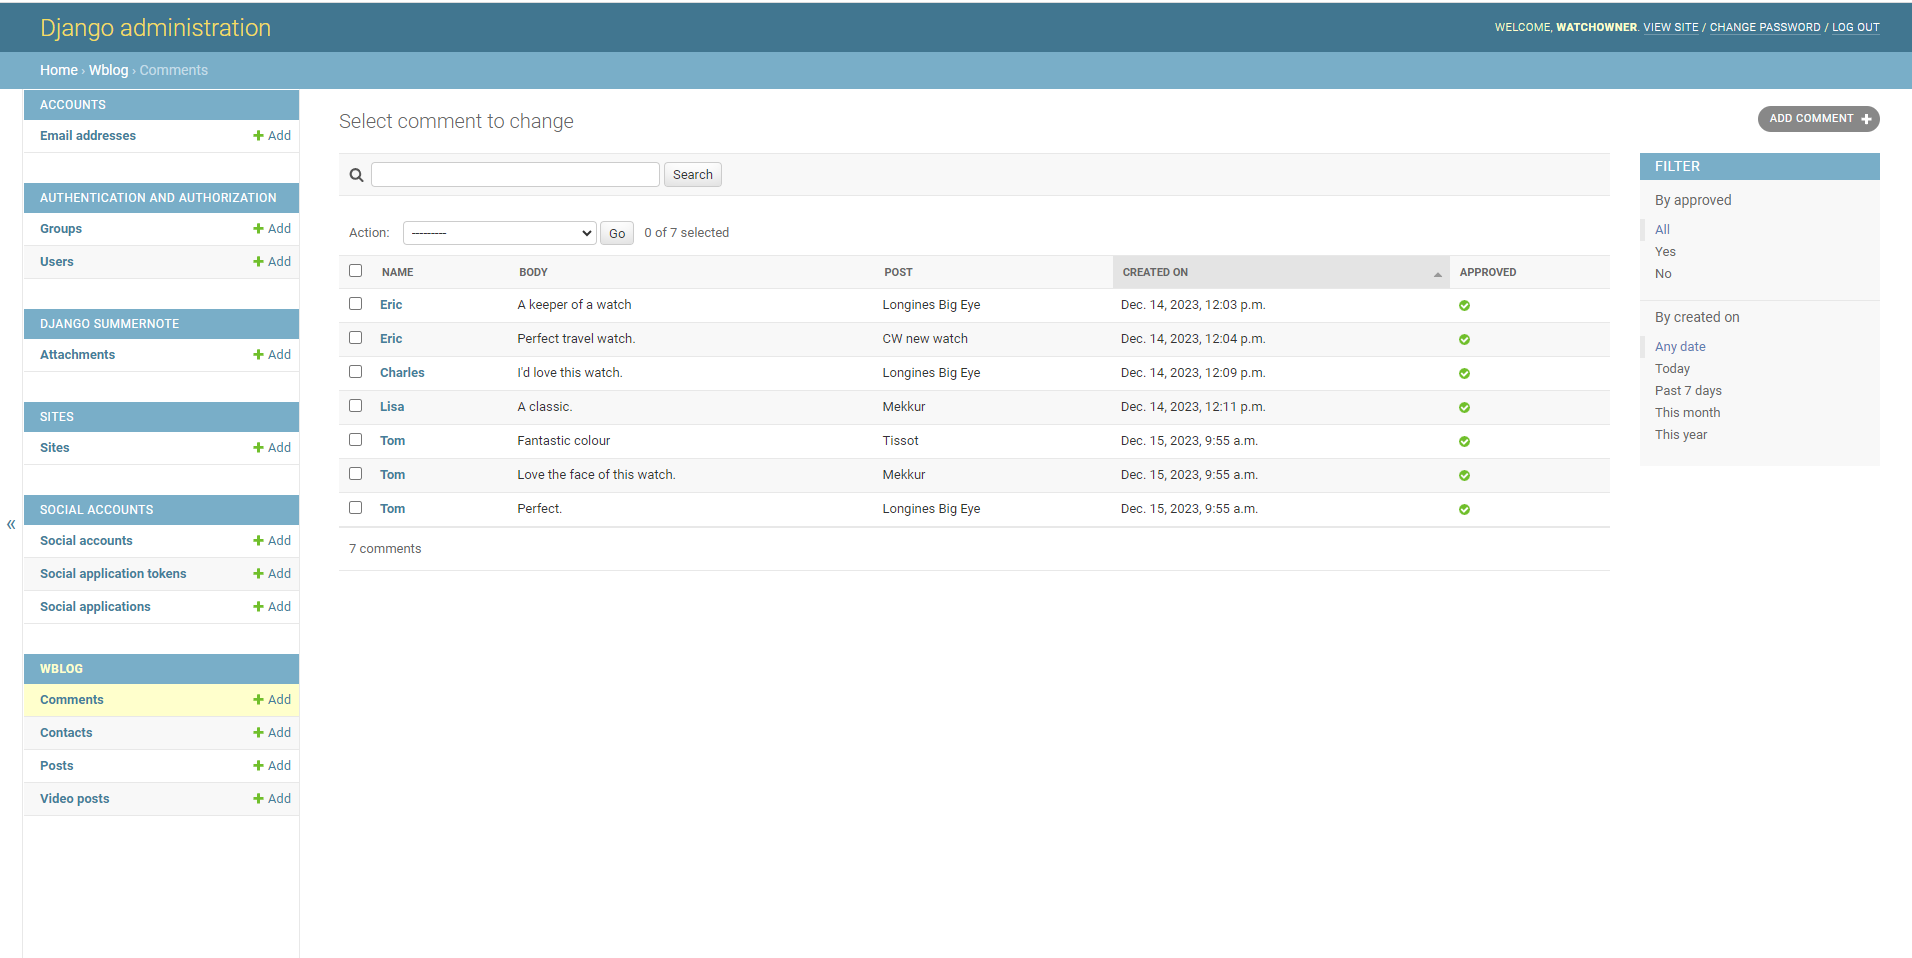 Django administration
WELCOME, WATCHOWNER. VIEW SITE / CHANGE PASSWORD / LOG OUT
Home › Wblog › Comments
ACCOUNTS
Email addresses + Add
AUTHENTICATION AND AUTHORIZATION
Groups + Add
Users + Add
DJANGO SUMMERNOTE
Attachments + Add
SITES
Sites + Add
SOCIAL ACCOUNTS
Social accounts + Add
Social application tokens + Add
Social applications + Add
WBLOG
Comments + Add
Contacts + Add
Posts + Add
Video posts + Add
«
Select comment to change
ADD COMMENT +
Search
Action: --------- Go 0 of 7 selected
NAME BODY POST CREATED ON APPROVED
Eric A keeper of a watch Longines Big Eye Dec. 14, 2023, 12:03 p.m.
Eric Perfect travel watch. CW new watch Dec. 14, 2023, 12:04 p.m.
Charles I'd love this watch. Longines Big Eye Dec. 14, 2023, 12:09 p.m.
Lisa A classic. Mekkur Dec. 14, 2023, 12:11 p.m.
Tom Fantastic colour Tissot Dec. 15, 2023, 9:55 a.m.
Tom Love the face of this watch. Mekkur Dec. 15, 2023, 9:55 a.m.
Tom Perfect. Longines Big Eye Dec. 15, 2023, 9:55 a.m.
7 comments
FILTER
By approved
All
Yes
No
By created on
Any date
Today
Past 7 days
This month
This year